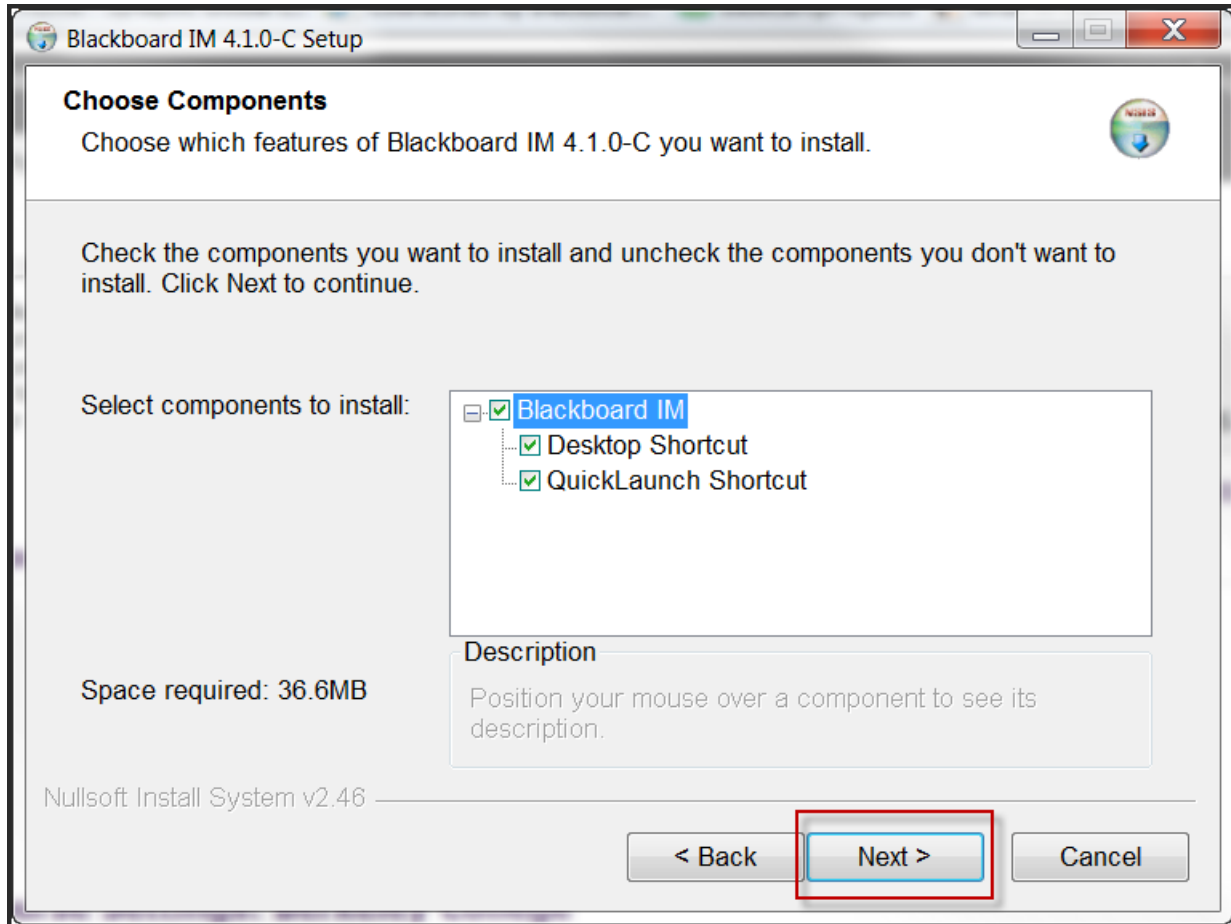 Blackboard IM 4.1.0-C Setup
Choose Components
Choose which features of Blackboard IM 4.1.0-C you want to install.
Check the components you want to install and uncheck the components you don't want to
install. Click Next to continue.
Select components to install:
Blackboard IM
Desktop Shortcut
QuickLaunch Shortcut
Space required: 36.6MB
Description
Position your mouse over a component to see its
description.
Nullsoft Install System v2.46
< Back
Next >
Cancel